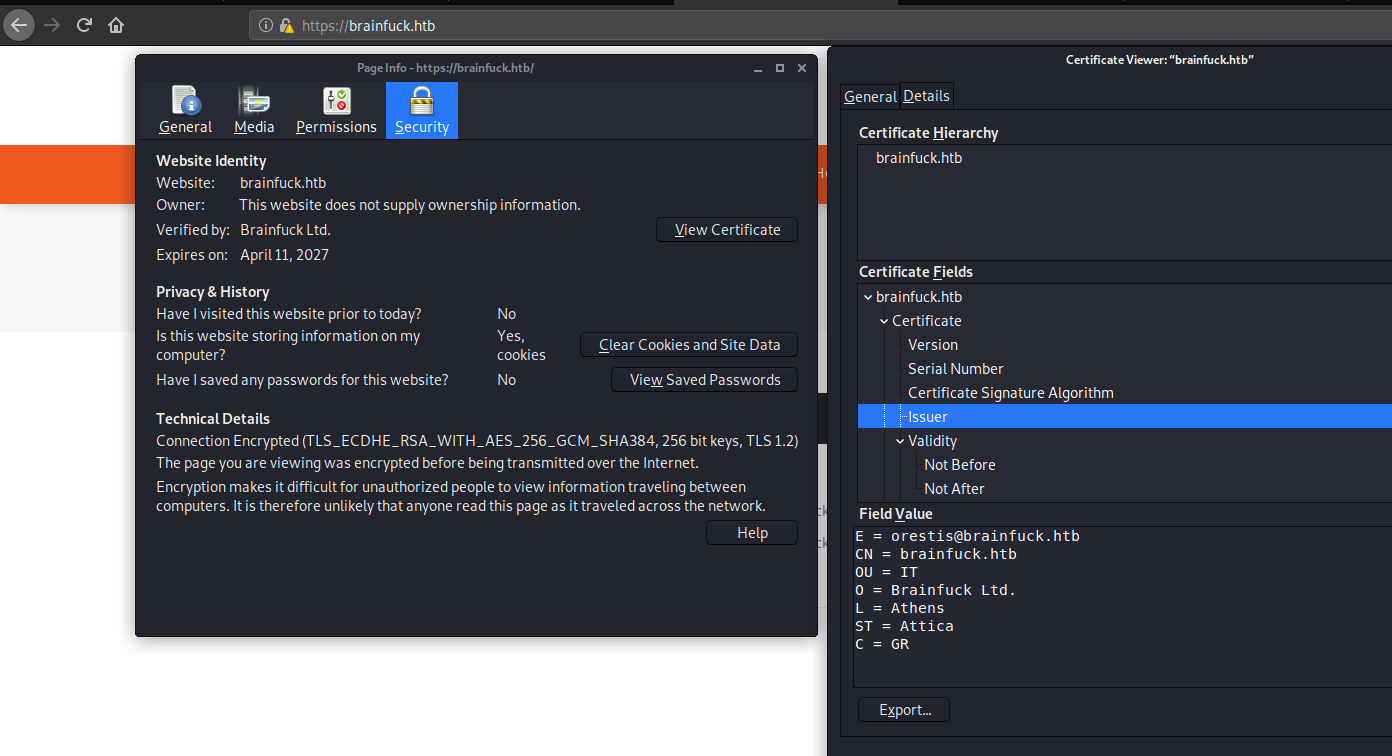 https://brainfuck.htb
Page Info - https://brainfuck.htb/
General Media Permissions Security
Website Identity
Website: brainfuck.htb
Owner: This website does not supply ownership information.
Verified by: Brainfuck Ltd.
View Certificate
Expires on: April 11, 2027
Privacy & History
Have I visited this website prior to today? No
Is this website storing information on my
computer?
Yes,
cookies
Clear Cookies and Site Data
Have I saved any passwords for this website? No
View Saved Passwords
Technical Details
Connection Encrypted (TLS_ECDHE_RSA_WITH_AES_256_GCM_SHA384, 256 bit keys, TLS 1.2)
The page you are viewing was encrypted before being transmitted over the Internet.
Encryption makes it difficult for unauthorized people to view information traveling between
computers. It is therefore unlikely that anyone read this page as it traveled across the network.
Help
Certificate Viewer: “brainfuck.htb”
General Details
Certificate Hierarchy
brainfuck.htb
Certificate Fields
brainfuck.htb
Certificate
Version
Serial Number
Certificate Signature Algorithm
Issuer
Validity
Not Before
Not After
Field Value
E = orestis@brainfuck.htb
CN = brainfuck.htb
OU = IT
O = Brainfuck Ltd.
L = Athens
ST = Attica
C = GR
Export...